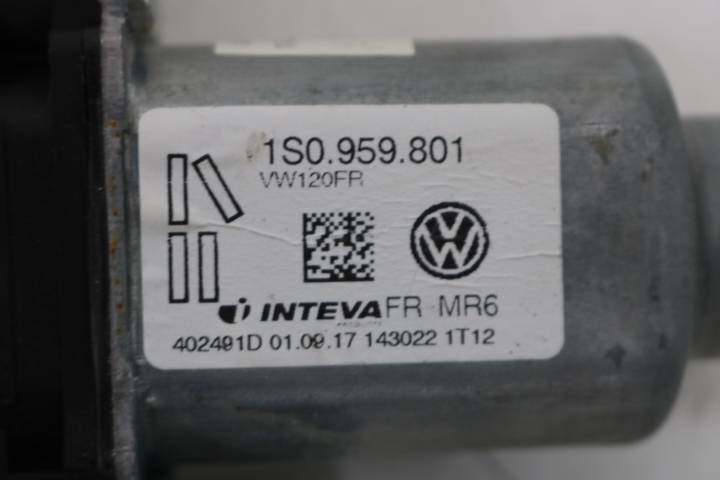 1S0.959.801
VW120FR
INTEVA FR MR6
402491D 01.09.17 143022 1T12